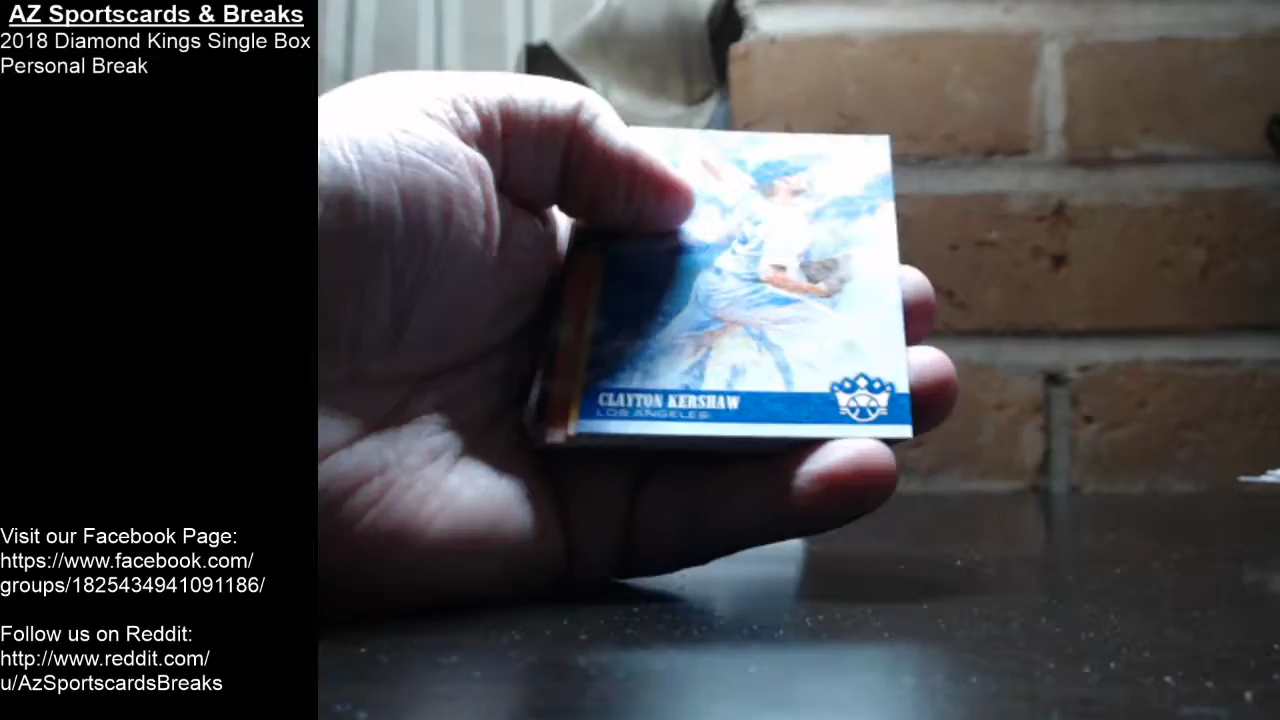 AZ Sportscards & Breaks
2018 Diamond Kings Single Box
Personal Break
CLAYTON KERSHAW
LOS ANGELES
Visit our Facebook Page:
https://www.facebook.com/
groups/1825434941091186/
Follow us on Reddit:
http://www.reddit.com/
u/AzSportscardsBreaks